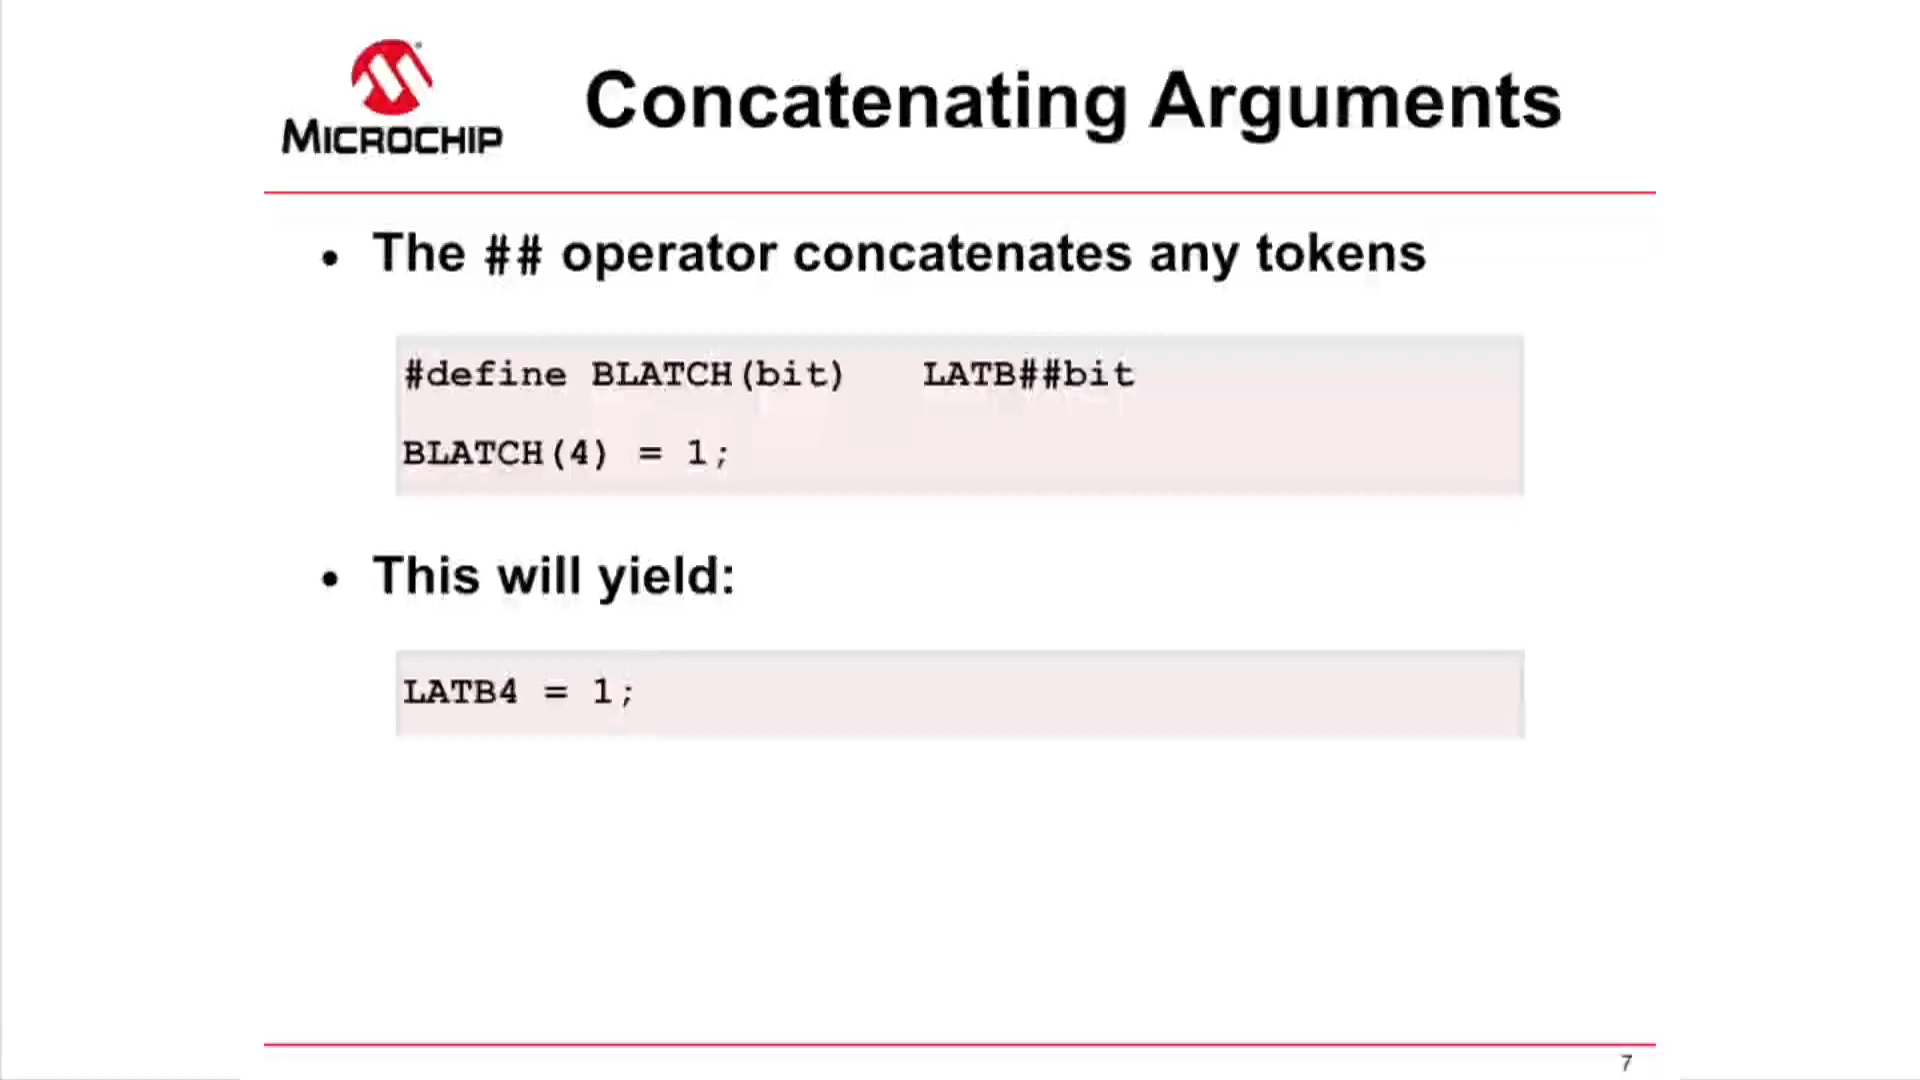 MICROCHIP
Concatenating Arguments
• The ## operator concatenates any tokens
#define BLATCH(bit) LATB##bit
BLATCH(4) = 1;
• This will yield:
LATB4 = 1;
7